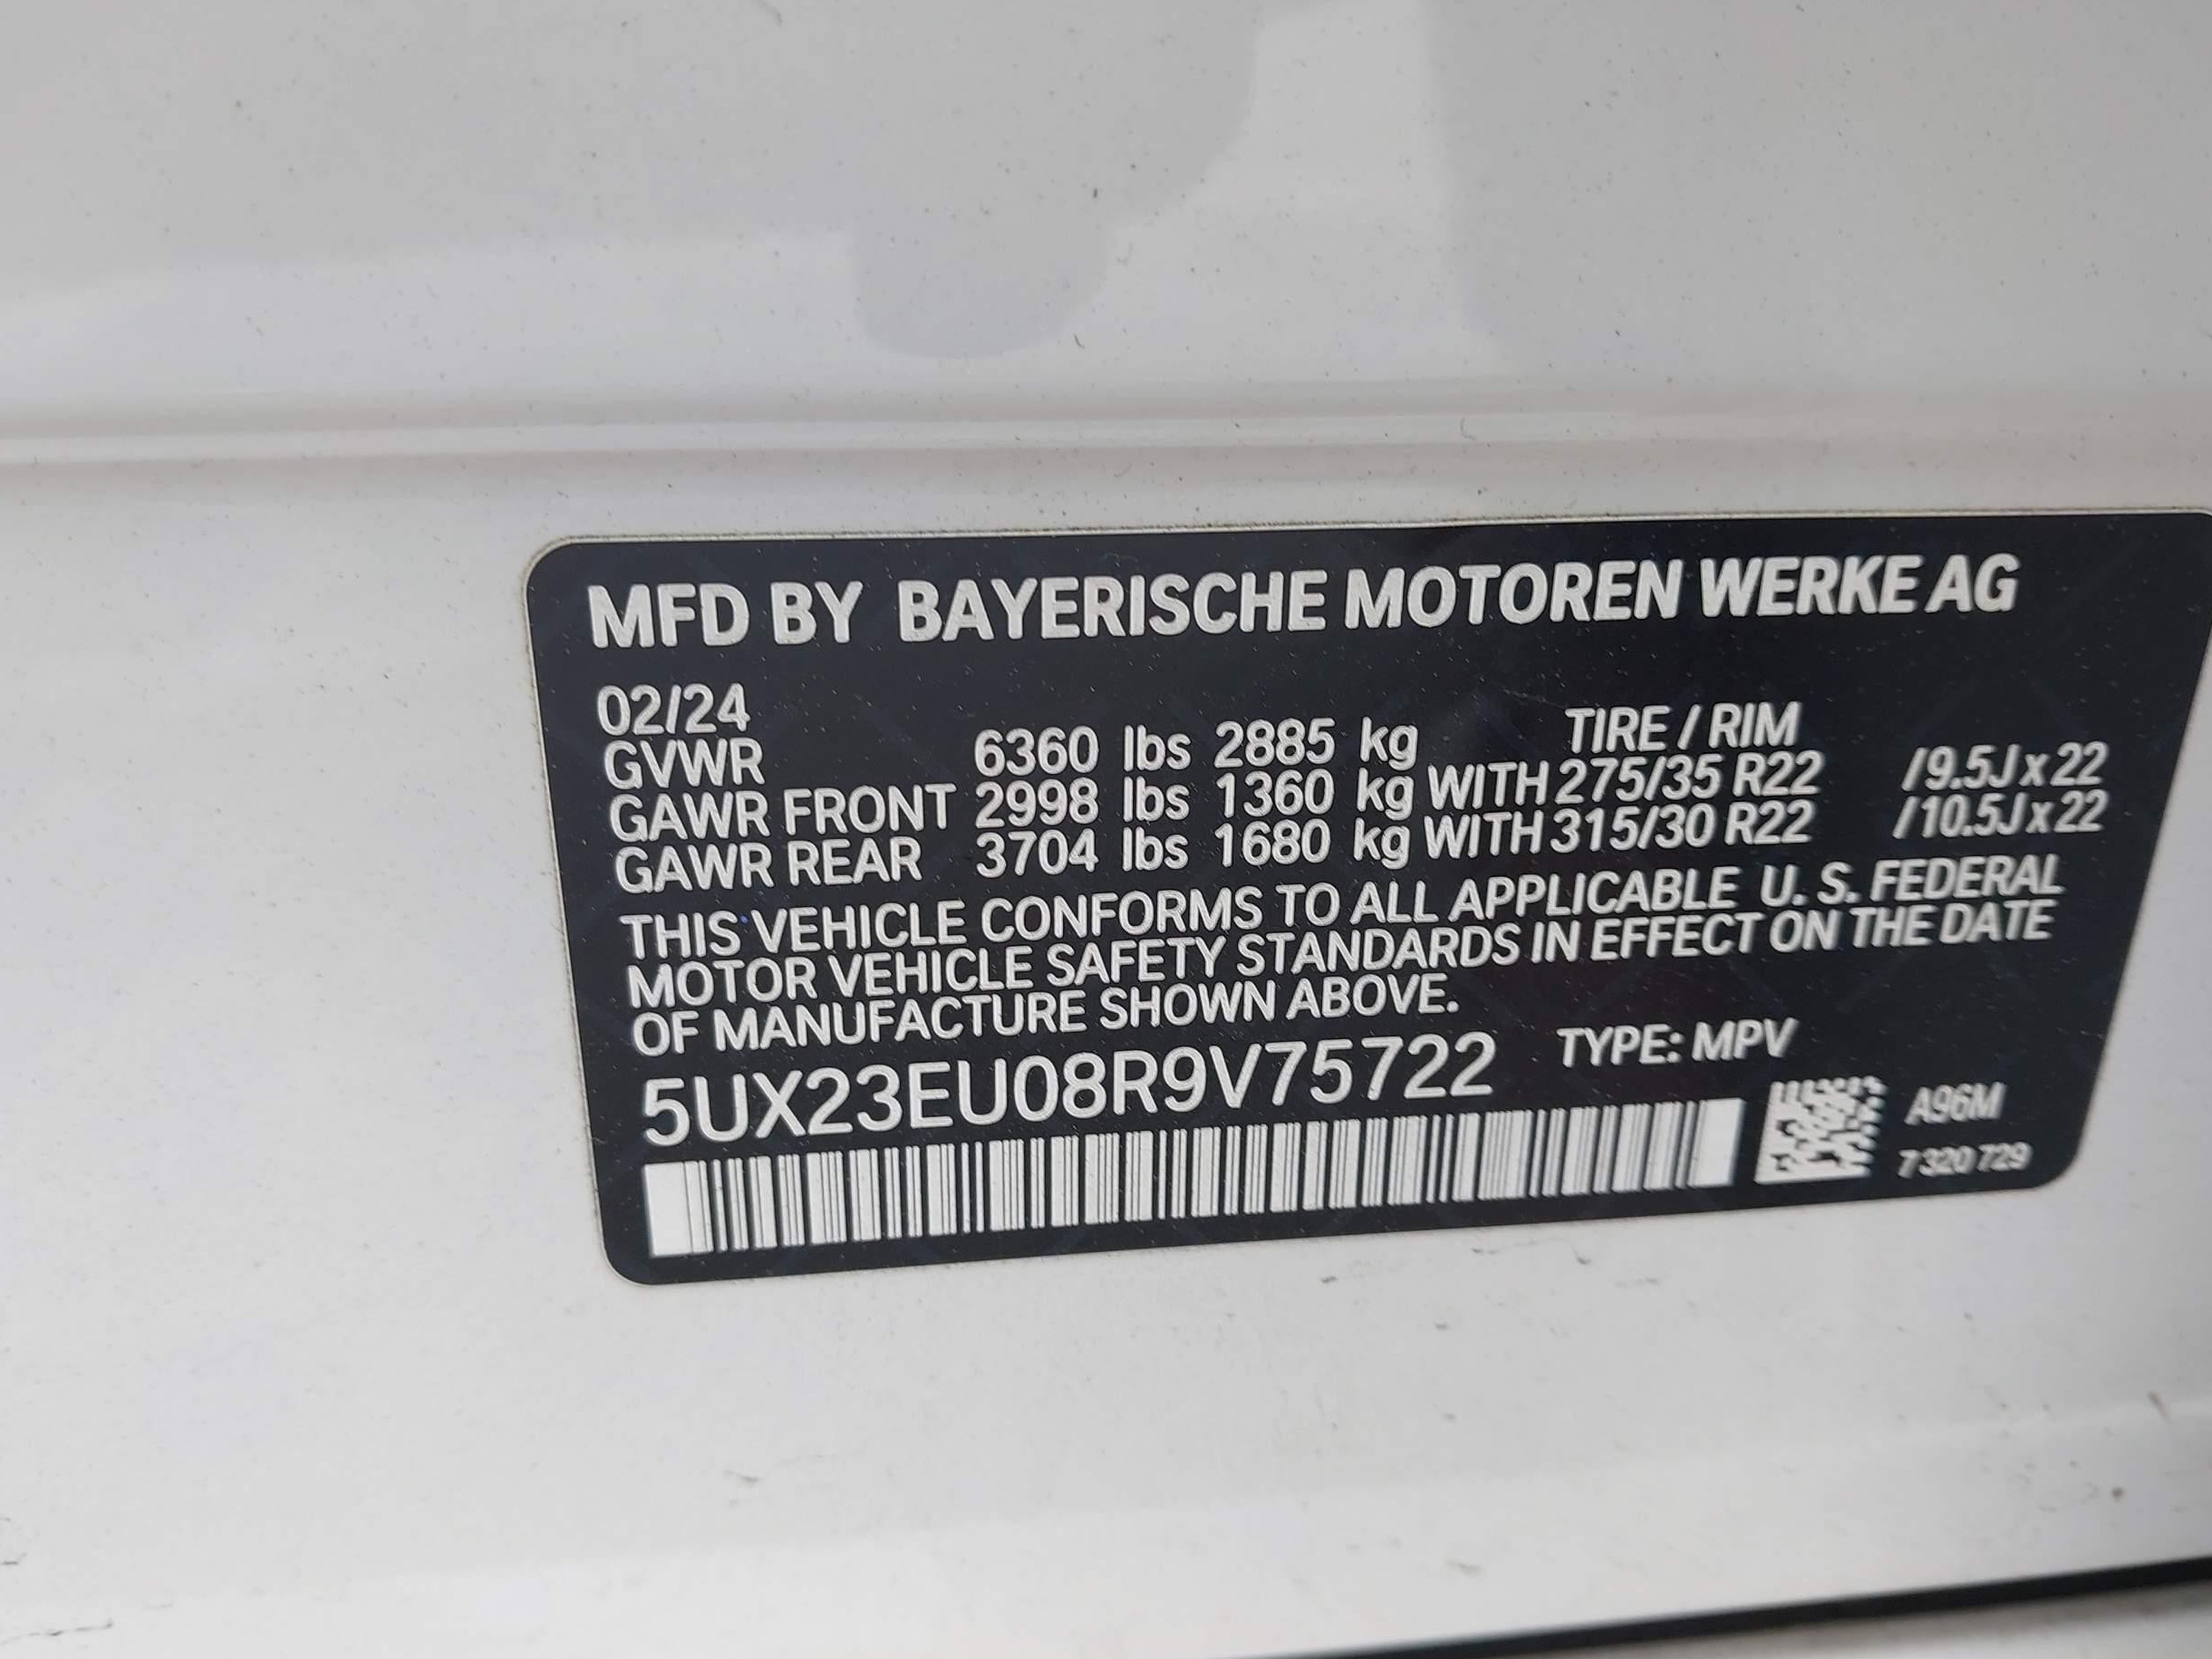 MFD BY BAYERISCHE MOTOREN WERKE AG
02/24 TIRE / RIM
GVWR 6360 lbs 2885 kg
GAWR FRONT 2998 lbs 1360 kg WITH 275/35 R22 /9.5J x 22
GAWR REAR 3704 lbs 1680 kg WITH 315/30 R22 /10.5J x 22
THIS VEHICLE CONFORMS TO ALL APPLICABLE U. S. FEDERAL
MOTOR VEHICLE SAFETY STANDARDS IN EFFECT ON THE DATE
OF MANUFACTURE SHOWN ABOVE.
5UX23EU08R9V75722 TYPE: MPV
A96M
7 320 729